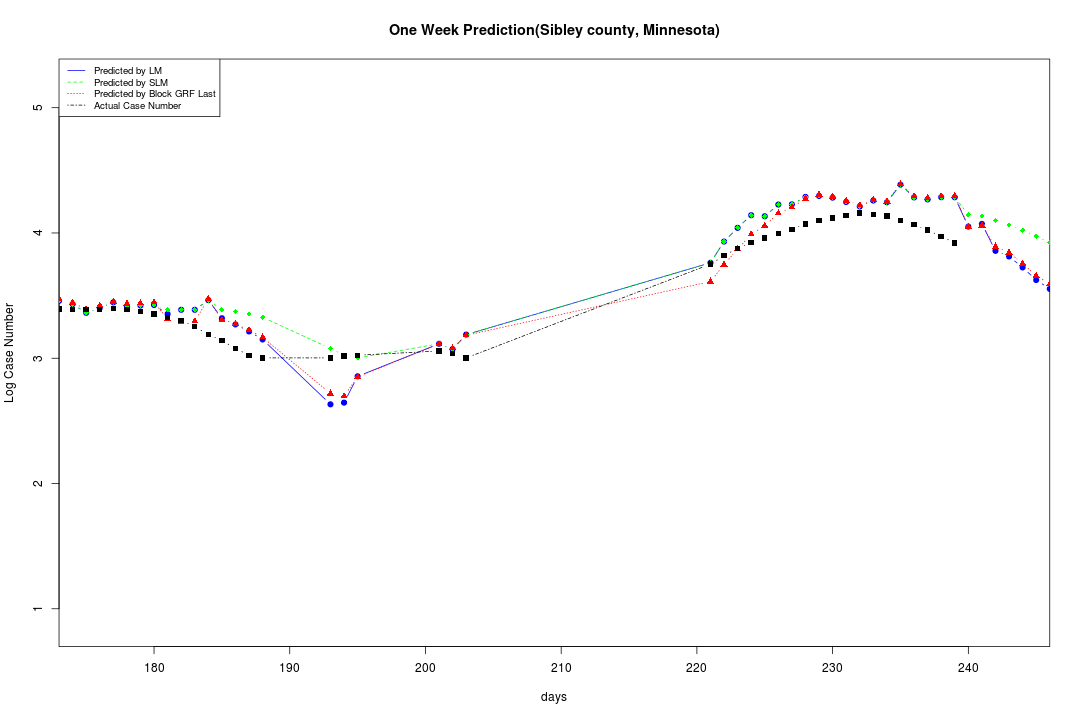 One Week Prediction(Sibley county, Minnesota)
Predicted by LM
Predicted by SLM
Predicted by Block GRF Last
Actual Case Number
5
4
3
2
1
Log Case Number
180 190 200 210 220 230 240
days